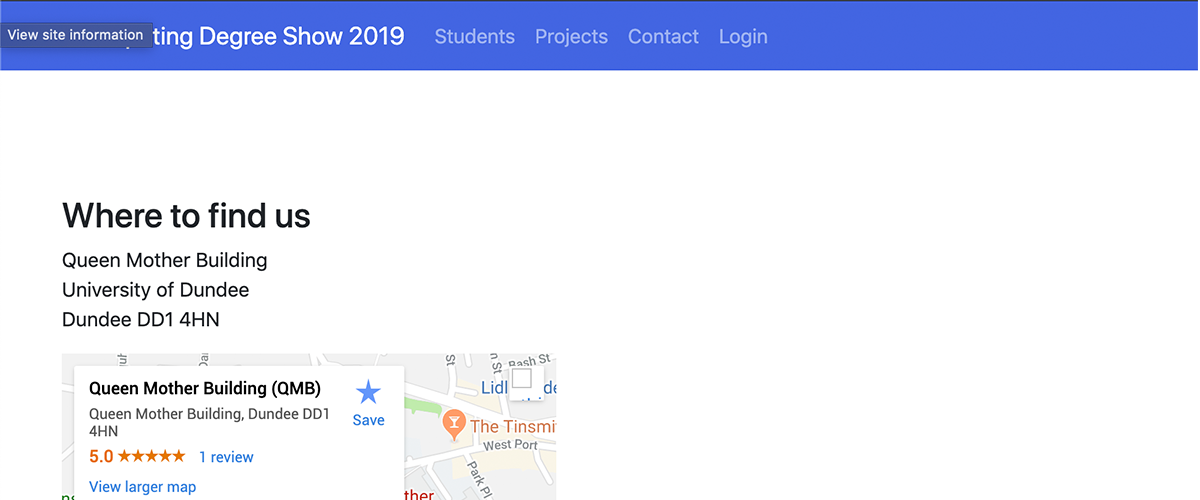 View site information
ting Degree Show 2019 Students Projects Contact Login
Where to find us
Queen Mother Building
University of Dundee
Dundee DD1 4HN
Queen Mother Building (QMB)
Save
Queen Mother Building, Dundee DD1
4HN
5.0 1 review
View larger map
Bash St
Lidl
The Tinsmi
West Port
Park Pl
ther